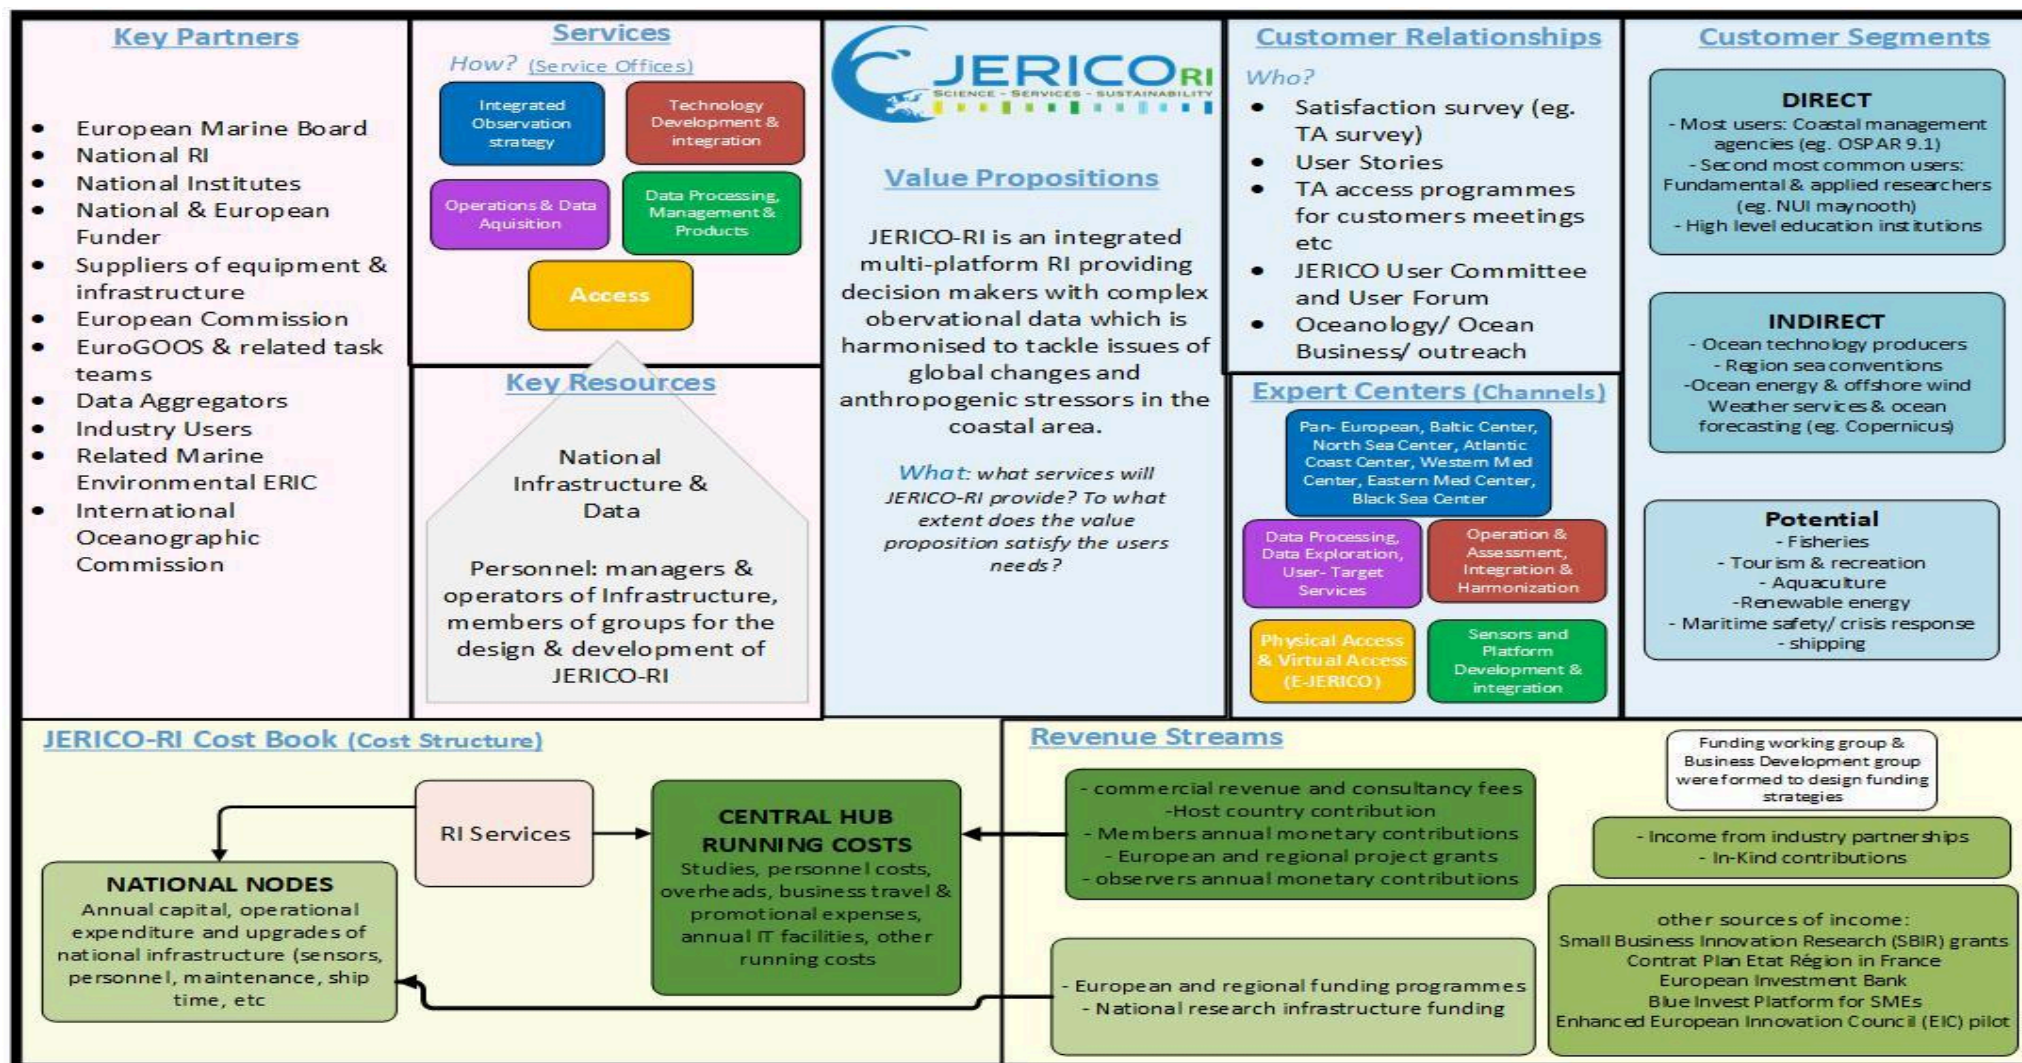 Key Partners
• European Marine Board
• National RI
• National Institutes
• National & European
Funder
• Suppliers of equipment &
infrastructure
• European Commission
• EuroGOOS & related task
teams
• Data Aggregators
• Industry Users
• Related Marine
Environmental ERIC
• International
Oceanographic
Commission
Services
How? (Service Offices)
Integrated
Observation
strategy
Technology
Development &
integration
Operations & Data
Aquisition
Data Processing,
Management &
Products
Access
Key Resources
National
Infrastructure &
Data
Personnel: managers &
operators of Infrastructure,
members of groups for the
design & development of
JERICO-RI
JERICO RI
SCIENCE - SERVICES - SUSTAINABILITY
Value Propositions
JERICO-RI is an integrated
multi-platform RI providing
decision makers with complex
obervational data which is
harmonised to tackle issues of
global changes and
anthropogenic stressors in the
coastal area.
What: what services will
JERICO-RI provide? To what
extent does the value
proposition satisfy the users
needs?
Customer Relationships
Who?
• Satisfaction survey (eg.
TA survey)
• User Stories
• TA access programmes
for customers meetings
etc
• JERICO User Committee
and User Forum
• Oceanology/ Ocean
Business/ outreach
Expert Centers (Channels)
Pan- European, Baltic Center,
North Sea Center, Atlantic
Coast Center, Western Med
Center, Eastern Med Center,
Black Sea Center
Data Processing,
Data Exploration,
User- Target
Services
Operation &
Assessment,
Integration &
Harmonization
Physical Access
& Virtual Access
(E-JERICO)
Sensors and
Platform
Development &
integration
Customer Segments
DIRECT
- Most users: Coastal management
agencies (eg. OSPAR 9.1)
- Second most common users:
Fundamental & applied researchers
(eg. NUI maynooth)
- High level education institutions
INDIRECT
- Ocean technology producers
- Region sea conventions
-Ocean energy & offshore wind
Weather services & ocean
forecasting (eg. Copernicus)
Potential
- Fisheries
- Tourism & recreation
- Aquaculture
-Renewable energy
- Maritime safety/ crisis response
- shipping
JERICO-RI Cost Book (Cost Structure)
RI Services
NATIONAL NODES
Annual capital, operational
expenditure and upgrades of
national infrastructure (sensors,
personnel, maintenance, ship
time, etc
CENTRAL HUB
RUNNING COSTS
Studies, personnel costs,
overheads, business travel &
promotional expenses,
annual IT facilities, other
running costs
Revenue Streams
- commercial revenue and consultancy fees
-Host country contribution
- Members annual monetary contributions
- European and regional project grants
- observers annual monetary contributions
- European and regional funding programmes
- National research infrastructure funding
Funding working group &
Business Development group
were formed to design funding
strategies
- Income from industry partnerships
- In-Kind contributions
other sources of income:
Small Business Innovation Research (SBIR) grants
Contrat Plan Etat Région in France
European Investment Bank
Blue Invest Platform for SMEs
Enhanced European Innovation Council (EIC) pilot